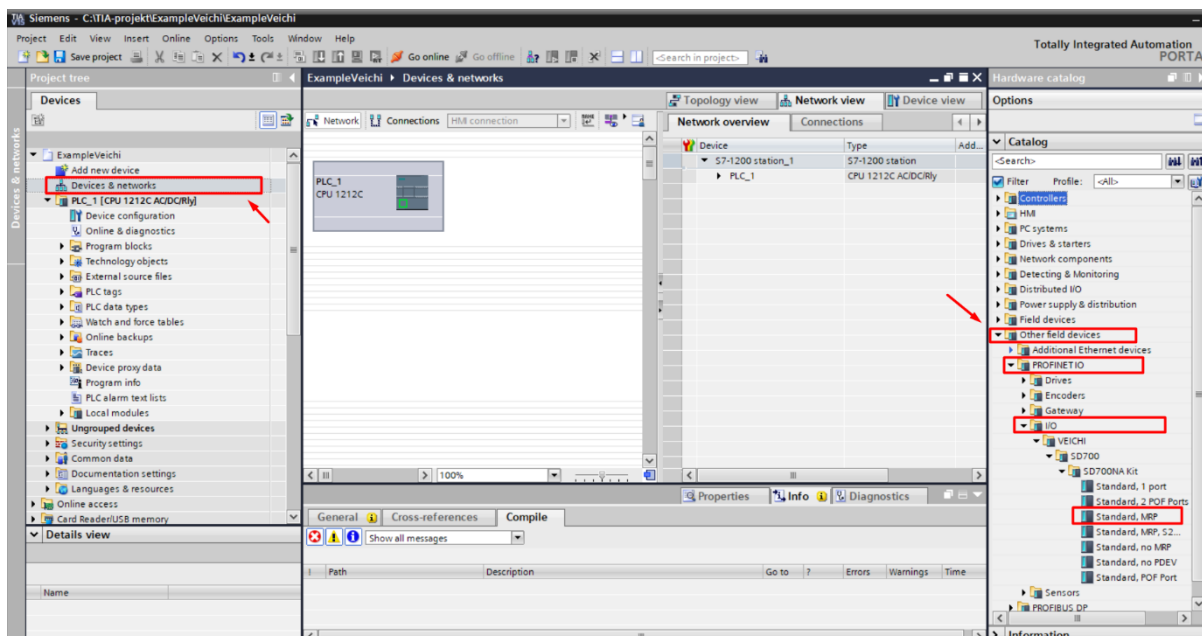 Siemens - C:\TIA-projekt\ExampleVeichi\ExampleVeichi
Project Edit View Insert Online Options Tools Window Help
Totally Integrated Automation
PORTA
Save project Go online Go offline <Search in project>
Project tree
Devices
Devices & networks
ExampleVeichi
Add new device
Devices & networks
PLC_1 [CPU 1212C AC/DC/Rly]
Device configuration
Online & diagnostics
Program blocks
Technology objects
External source files
PLC tags
PLC data types
Watch and force tables
Online backups
Traces
Device proxy data
Program info
PLC alarm text lists
Local modules
Ungrouped devices
Security settings
Common data
Documentation settings
Languages & resources
Online access
Card Reader/USB memory
Details view
Name
ExampleVeichi Devices & networks
Topology view Network view Device view
Network Connections HMI connection
PLC_1
CPU 1212C
100%
Network overview Connections
Device Type Add...
S7-1200 station_1 S7-1200 station
PLC_1 CPU 1212C AC/DC/Rly
Properties Info Diagnostics
General Cross-references Compile
Show all messages
! Path Description Go to ? Errors Warnings Time
Hardware catalog
Options
Catalog
<Search>
Filter Profile: <All>
Controllers
HMI
PC systems
Drives & starters
Network components
Detecting & Monitoring
Distributed I/O
Power supply & distribution
Field devices
Other field devices
Additional Ethernet devices
PROFINET IO
Drives
Encoders
Gateway
I/O
VEICHI
SD700
SD700NA Kit
Standard, 1 port
Standard, 2 POF Ports
Standard, MRP
Standard, MRP, S2...
Standard, no MRP
Standard, no PDEV
Standard, POF Port
Sensors
PROFIBUS DP
Information